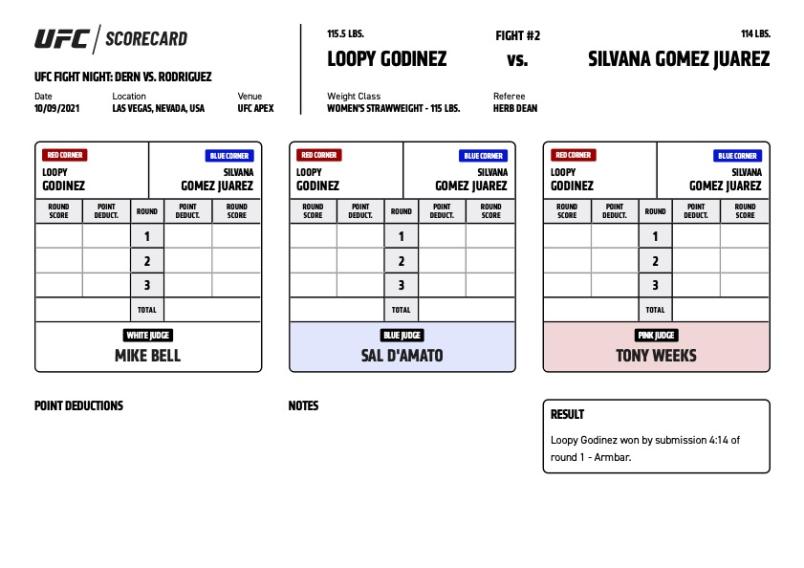 UFC / SCORECARD
UFC FIGHT NIGHT: DERN VS. RODRIGUEZ
Date Location Venue
10/09/2021 LAS VEGAS, NEVADA, USA UFC APEX
115.5 LBS. FIGHT #2 114 LBS.
LOOPY GODINEZ vs. SILVANA GOMEZ JUAREZ
Weight Class Referee
WOMEN'S STRAWWEIGHT - 115 LBS. HERB DEAN
RED CORNER BLUE CORNER
LOOPY SILVANA
GODINEZ GOMEZ JUAREZ
ROUND POINT ROUND POINT ROUND
SCORE DEDUCT. DEDUCT. SCORE
1
2
3
TOTAL
WHITE JUDGE
MIKE BELL
RED CORNER BLUE CORNER
LOOPY SILVANA
GODINEZ GOMEZ JUAREZ
ROUND POINT ROUND POINT ROUND
SCORE DEDUCT. DEDUCT. SCORE
1
2
3
TOTAL
BLUE JUDGE
SAL D'AMATO
RED CORNER BLUE CORNER
LOOPY SILVANA
GODINEZ GOMEZ JUAREZ
ROUND POINT ROUND POINT ROUND
SCORE DEDUCT. DEDUCT. SCORE
1
2
3
TOTAL
PINK JUDGE
TONY WEEKS
POINT DEDUCTIONS
NOTES
RESULT
Loopy Godinez won by submission 4:14 of
round 1 - Armbar.